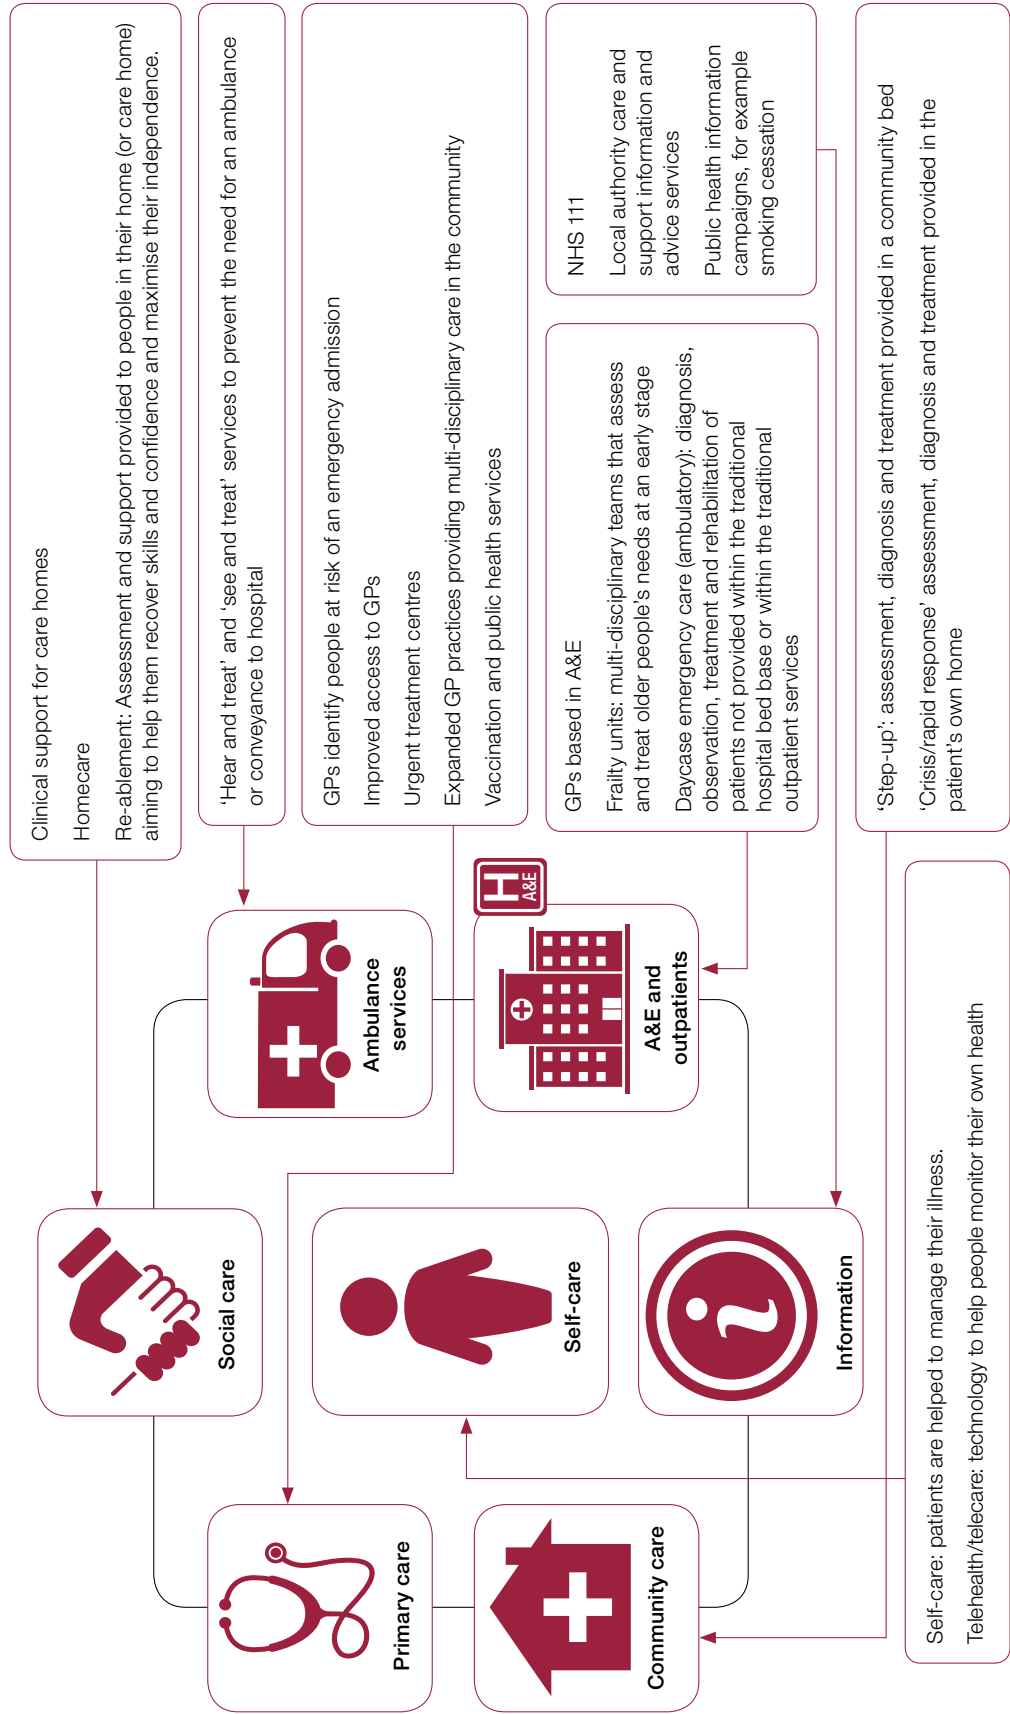 Clinical support for care homes
Homecare
Re-ablement: Assessment and support provided to people in their home (or care home)
aiming to help them recover skills and confidence and maximise their independence.
‘Hear and treat’ and ‘see and treat’ services to prevent the need for an ambulance
or conveyance to hospital
GPs identify people at risk of an emergency admission
Improved access to GPs
Urgent treatment centres
Expanded GP practices providing multi-disciplinary care in the community
Vaccination and public health services
GPs based in A&E
Frailty units: multi-disciplinary teams that assess
and treat older people’s needs at an early stage
Daycase emergency care (ambulatory): diagnosis,
observation, treatment and rehabilitation of
patients not provided within the traditional
hospital bed base or within the traditional
outpatient services
NHS 111
Local authority care and
support information and
advice services
Public health information
campaigns, for example
smoking cessation
‘Step-up’: assessment, diagnosis and treatment provided in a community bed
‘Crisis/rapid response’ assessment, diagnosis and treatment provided in the
patient’s own home
Social care
Ambulance
services
Primary care
Self-care
H
A&E
A&E and
outpatients
Community care
i
Information
Self-care: patients are helped to manage their illness.
Telehealth/telecare: technology to help people monitor their own health